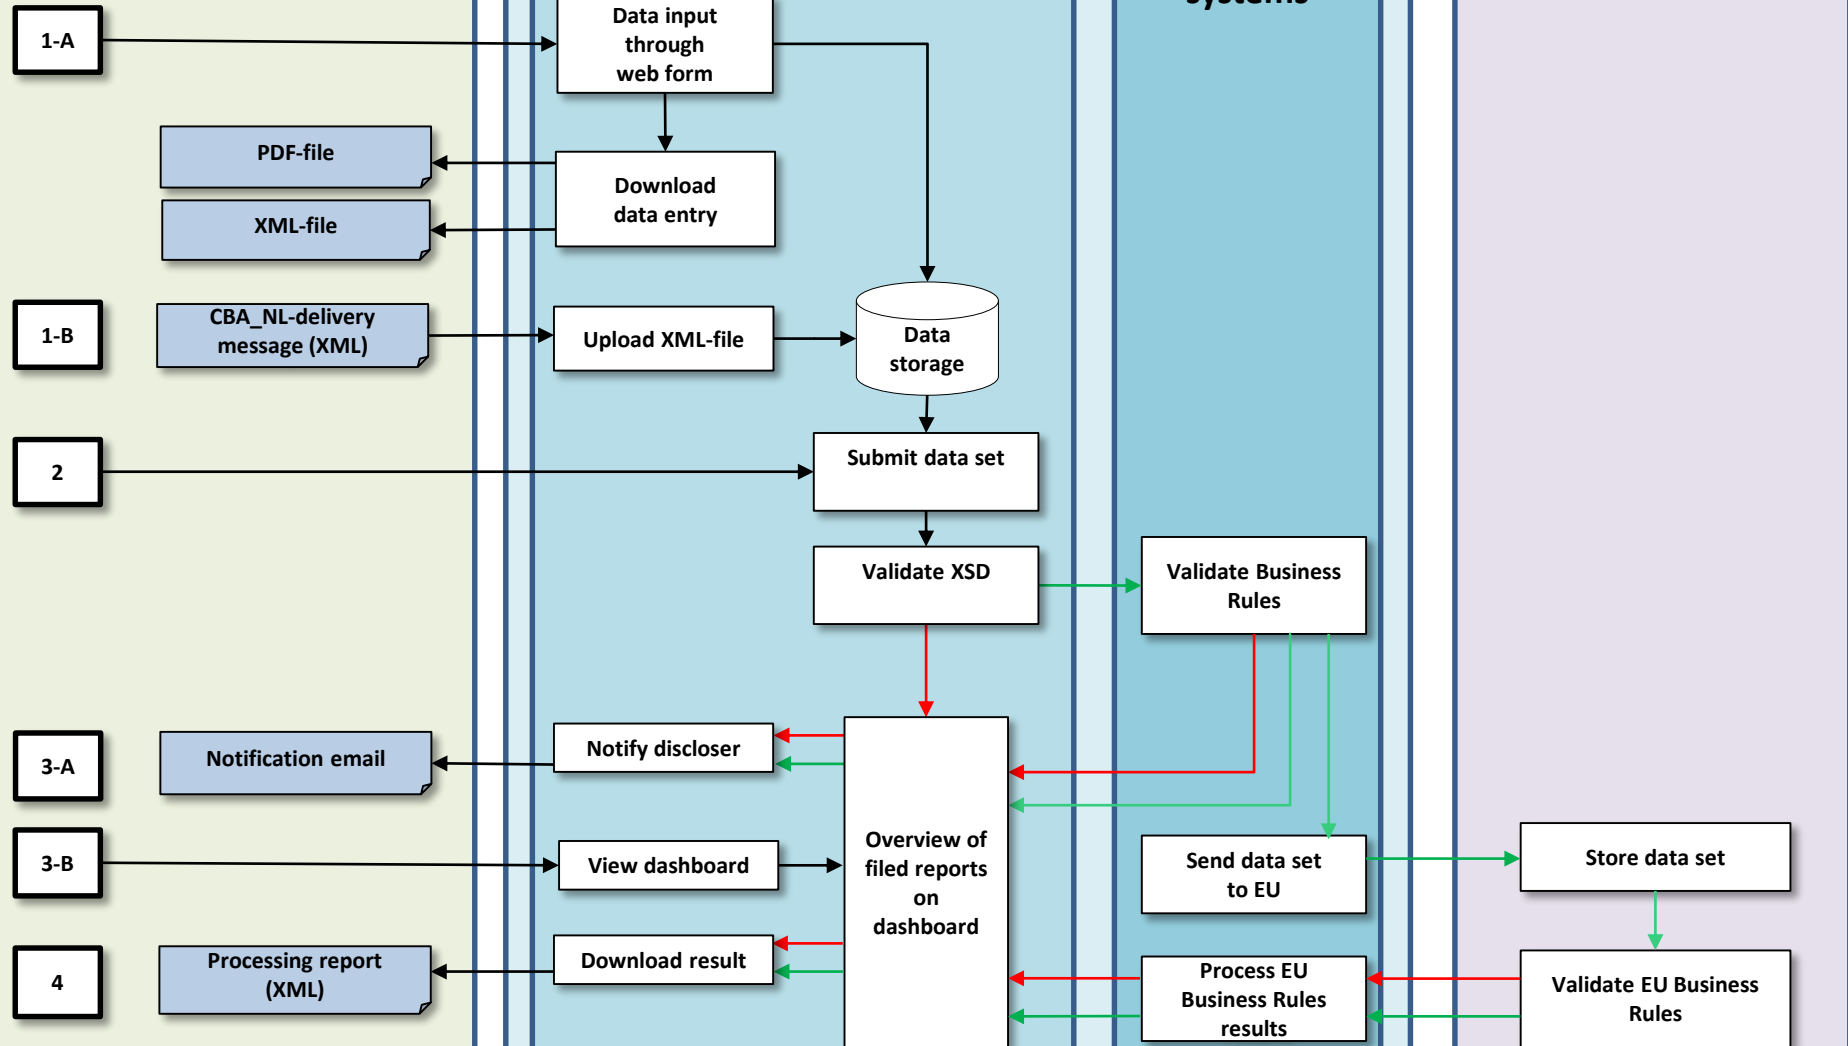 systems
1-A
Data input
through
web form
PDF-file
Download
data entry
XML-file
1-B
CBA_NL-delivery
message (XML)
Upload XML-file
Data
storage
2
Submit data set
Validate XSD
Validate Business
Rules
3-A
Notification email
Notify discloser
3-B
View dashboard
Overview of
filed reports
on
dashboard
Send data set
to EU
Store data set
4
Processing report
(XML)
Download result
Process EU
Business Rules
results
Validate EU Business
Rules